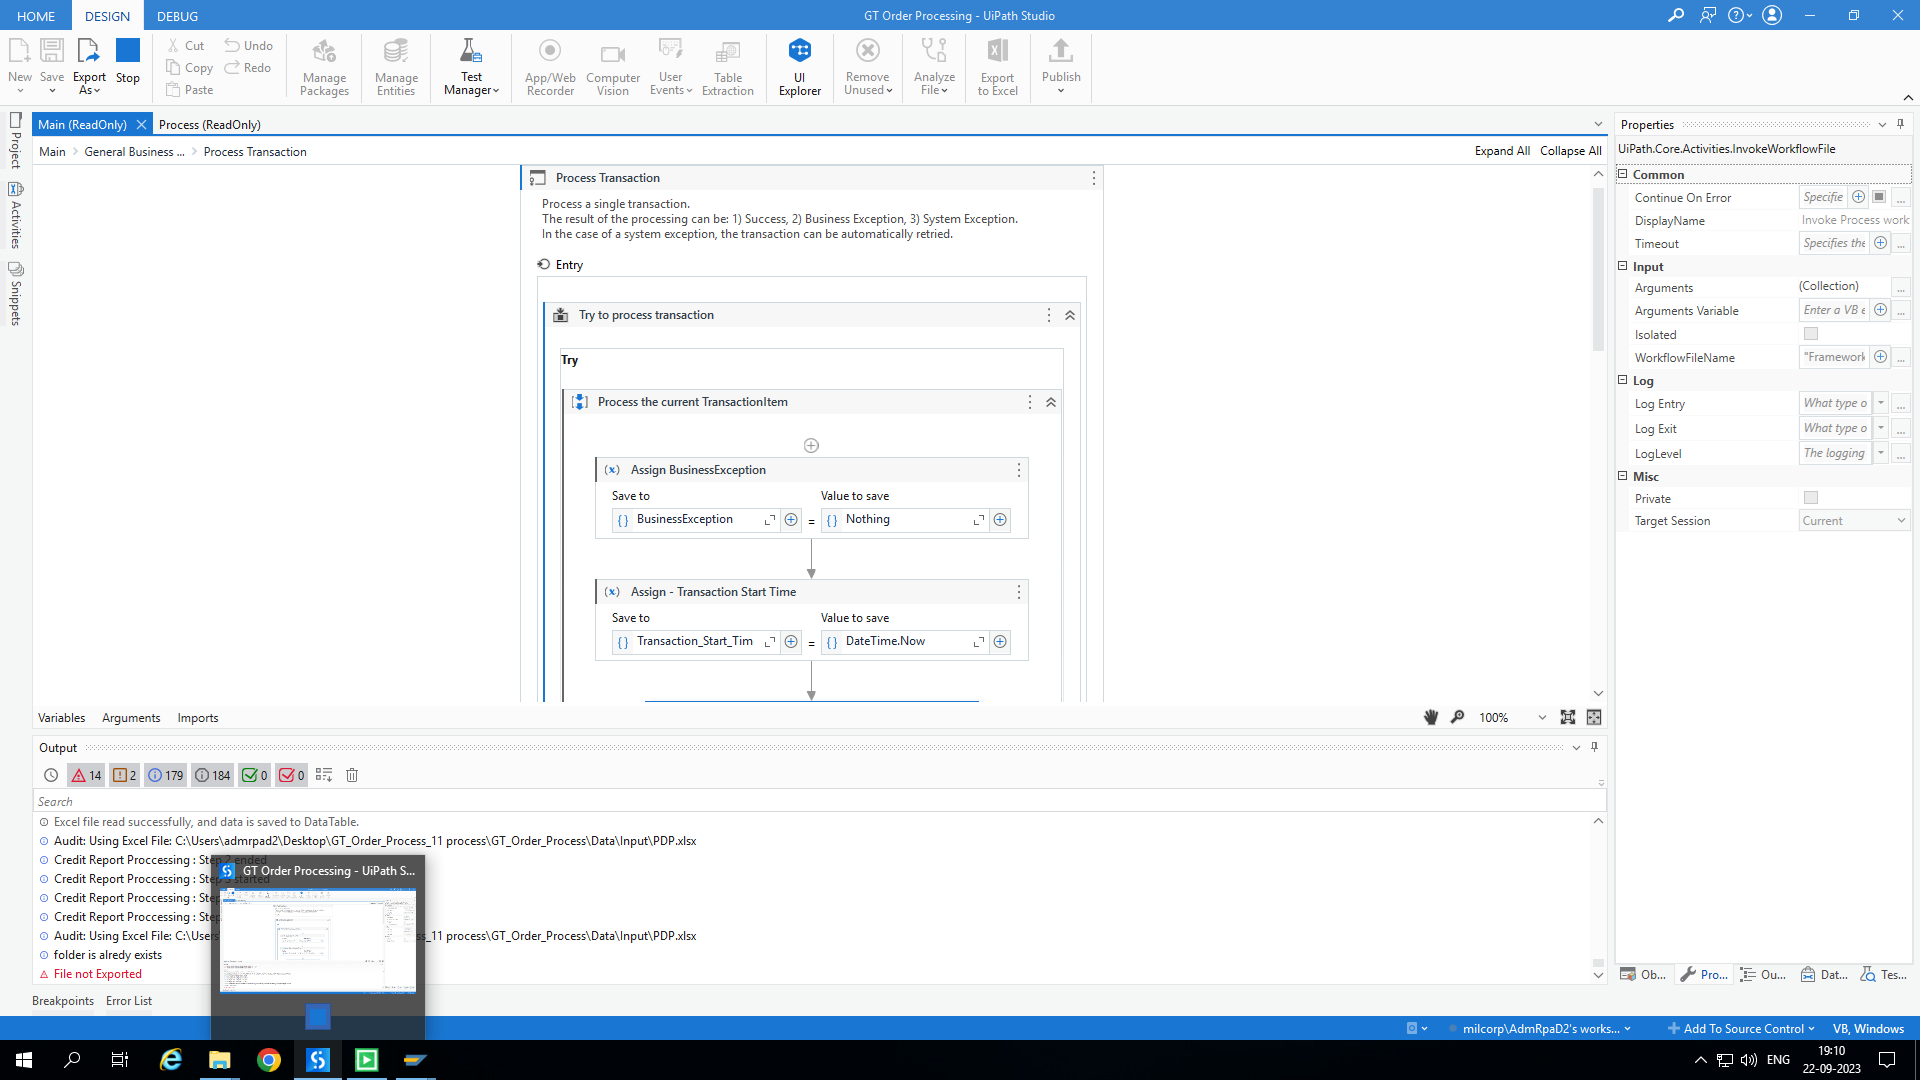 HOME DESIGN DEBUG GT Order Processing - UiPath Studio
New Save Export As Stop
Cut Undo
Copy Redo
Paste
Manage Packages
Manage Entities
Test Manager
App/Web Recorder
Computer Vision
User Events
Table Extraction
UI Explorer
Remove Unused
Analyze File
Export to Excel
Publish
Project
Activities
Snippets
Main (ReadOnly) Process (ReadOnly)
Main General Business ... Process Transaction Expand All Collapse All
Process Transaction
Process a single transaction.
The result of the processing can be: 1) Success, 2) Business Exception, 3) System Exception.
In the case of a system exception, the transaction can be automatically retried.
Entry
Try to process transaction
Try
Process the current TransactionItem
Assign BusinessException
Save to Value to save
BusinessException = Nothing
Assign - Transaction Start Time
Save to Value to save
Transaction_Start_Tim = DateTime.Now
Variables Arguments Imports 100%
Output
14 2 179 184 0 0
Search
Excel file read successfully, and data is saved to DataTable.
Audit: Using Excel File: C:\Users\admrpad2\Desktop\GT_Order_Process_11 process\GT_Order_Process\Data\Input\PDP.xlsx
Credit Report Proccessing : Step 2 ended
Credit Report Proccessing : Step started
Credit Report Proccessing : Ste
Credit Report Proccessing : Ste
Audit: Using Excel File: C:\Users s_11 process\GT_Order_Process\Data\Input\PDP.xlsx
folder is alredy exists
File not Exported
GT Order Processing - UiPath S...
Breakpoints Error List
Properties
UiPath.Core.Activities.InvokeWorkflowFile
Common
Continue On Error Specifie ...
DisplayName Invoke Process work
Timeout Specifies the ...
Input
Arguments (Collection) ...
Arguments Variable Enter a VB e ...
Isolated
WorkflowFileName "Framework ...
Log
Log Entry What type o ...
Log Exit What type o ...
LogLevel The logging ...
Misc
Private
Target Session Current
Ob... Pro... Ou... Dat... Tes...
milcorp\AdmRpaD2's works... Add To Source Control VB, Windows
ENG 19:10
22-09-2023